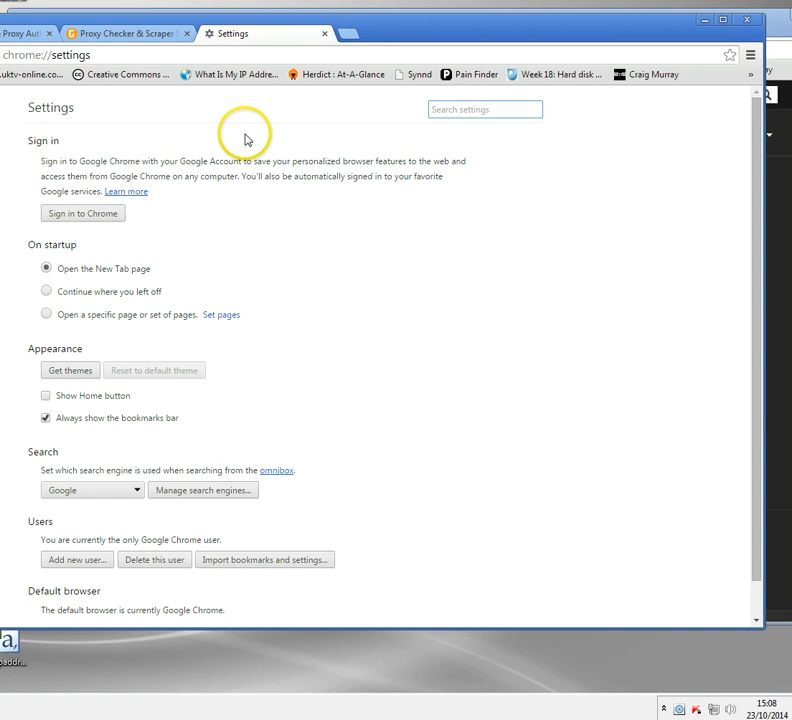 e Proxy Aut
Proxy Checker & Scraper S
Settings
chrome://settings
uktv-online.co...
Creative Commons ...
What Is My IP Addre...
Herdict : At-A-Glance
Synnd
Pain Finder
Week 18: Hard disk ...
Craig Murray
»
ay
Settings
Search settings
Sign in
Sign in to Google Chrome with your Google Account to save your personalized browser features to the web and
access them from Google Chrome on any computer. You'll also be automatically signed in to your favorite
Google services. Learn more
Sign in to Chrome
On startup
Open the New Tab page
Continue where you left off
Open a specific page or set of pages. Set pages
Appearance
Get themes
Reset to default theme
Show Home button
Always show the bookmarks bar
Search
Set which search engine is used when searching from the omnibox.
Google
Manage search engines...
Users
You are currently the only Google Chrome user.
Add new user...
Delete this user
Import bookmarks and settings...
Default browser
The default browser is currently Google Chrome.
a,
paddr...
15:08
23/10/2014